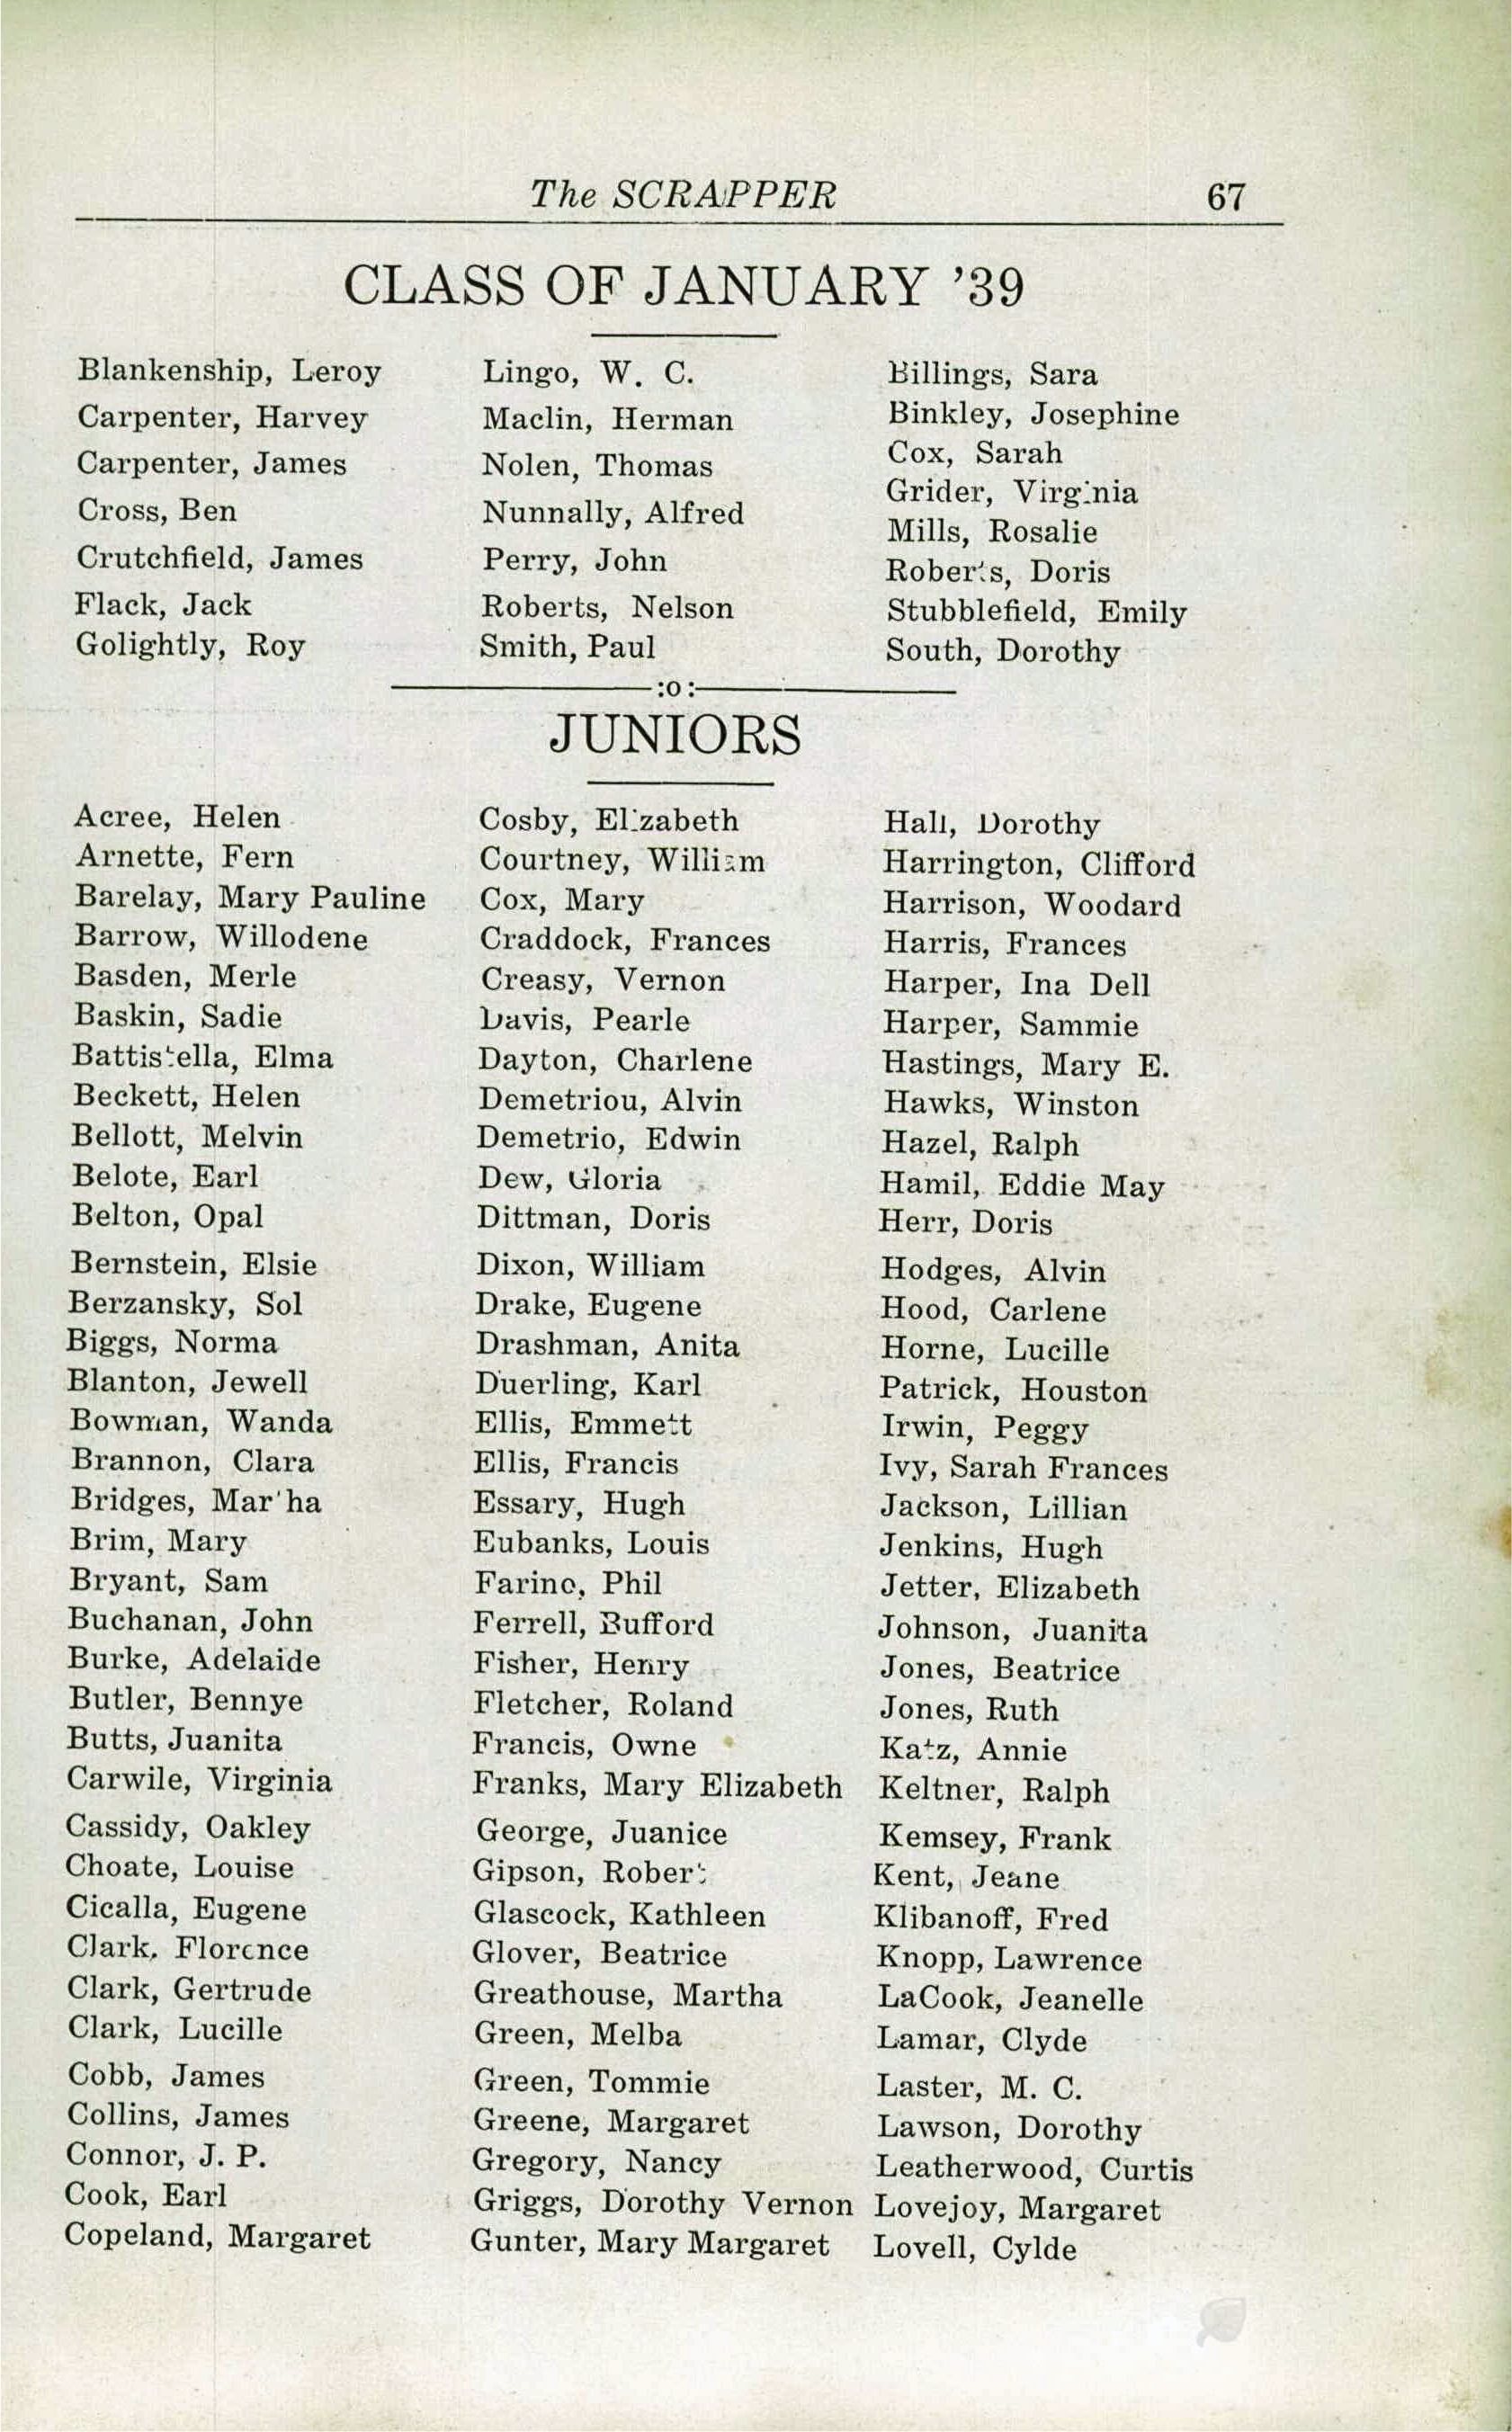 The SCRAPPER 67
CLASS OF JANUARY '39
Blankenship, Leroy
Carpenter, Harvey
Carpenter, James
Cross, Ben
Crutchfield, James
Flack, Jack
Golightly, Roy
Lingo, W. C.
Maclin, Herman
Nolen, Thomas
Nunnally, Alfred
Perry, John
Roberts, Nelson
Smith, Paul
Billings, Sara
Binkley, Josephine
Cox, Sarah
Grider, Virginia
Mills, Rosalie
Roberts, Doris
Stubblefield, Emily
South, Dorothy
:o:
JUNIORS
Acree, Helen
Arnette, Fern
Barelay, Mary Pauline
Barrow, Willodene
Basden, Merle
Baskin, Sadie
Battistella, Elma
Beckett, Helen
Bellott, Melvin
Belote, Earl
Belton, Opal
Bernstein, Elsie
Berzansky, Sol
Biggs, Norma
Blanton, Jewell
Bowman, Wanda
Brannon, Clara
Bridges, Martha
Brim, Mary
Bryant, Sam
Buchanan, John
Burke, Adelaide
Butler, Bennye
Butts, Juanita
Carwile, Virginia
Cassidy, Oakley
Choate, Louise
Cicalla, Eugene
Clark, Florence
Clark, Gertrude
Clark, Lucille
Cobb, James
Collins, James
Connor, J. P.
Cook, Earl
Copeland, Margaret
Cosby, Elizabeth
Courtney, William
Cox, Mary
Craddock, Frances
Creasy, Vernon
Davis, Pearle
Dayton, Charlene
Demetriou, Alvin
Demetrio, Edwin
Dew, Gloria
Dittman, Doris
Dixon, William
Drake, Eugene
Drashman, Anita
Duerling, Karl
Ellis, Emmett
Ellis, Francis
Essary, Hugh
Eubanks, Louis
Farino, Phil
Ferrell, Bufford
Fisher, Henry
Fletcher, Roland
Francis, Owne
Franks, Mary Elizabeth
George, Juanice
Gipson, Robert
Glascock, Kathleen
Glover, Beatrice
Greathouse, Martha
Green, Melba
Green, Tommie
Greene, Margaret
Gregory, Nancy
Griggs, Dorothy Vernon
Gunter, Mary Margaret
Hall, Dorothy
Harrington, Clifford
Harrison, Woodard
Harris, Frances
Harper, Ina Dell
Harper, Sammie
Hastings, Mary E.
Hawks, Winston
Hazel, Ralph
Hamil, Eddie May
Herr, Doris
Hodges, Alvin
Hood, Carlene
Horne, Lucille
Patrick, Houston
Irwin, Peggy
Ivy, Sarah Frances
Jackson, Lillian
Jenkins, Hugh
Jetter, Elizabeth
Johnson, Juanita
Jones, Beatrice
Jones, Ruth
Katz, Annie
Keltner, Ralph
Kemsey, Frank
Kent, Jeane
Klibanoff, Fred
Knopp, Lawrence
LaCook, Jeanelle
Lamar, Clyde
Laster, M. C.
Lawson, Dorothy
Leatherwood, Curtis
Lovejoy, Margaret
Lovell, Cylde